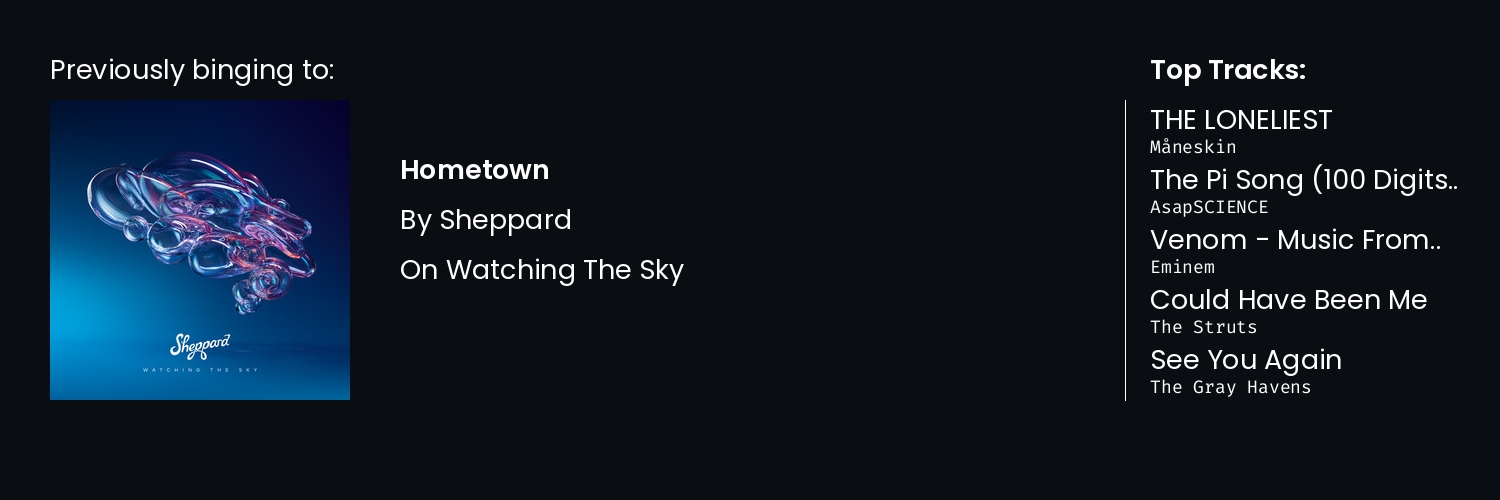 Previously binging to:
Sheppard
WATCHING THE SKY
Hometown
By Sheppard
On Watching The Sky
Top Tracks:
THE LONELIEST
Måneskin
The Pi Song (100 Digits..
AsapSCIENCE
Venom - Music From..
Eminem
Could Have Been Me
The Struts
See You Again
The Gray Havens